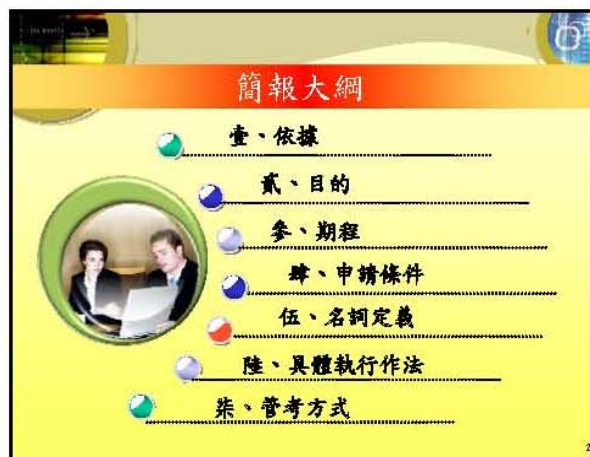 簡報大綱
壹、依據
貳、目的
參、期程
肆、申請條件
伍、名詞定義
陸、具體執行作法
柒、管考方式
2